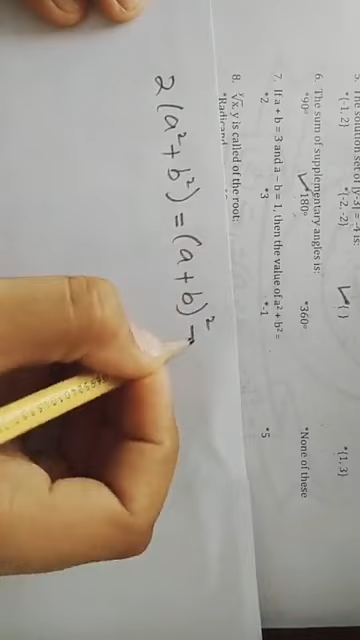 5. The solution set of |y-3| = -4 is:
*{-1, 2} *{-2, -2} ✓{ } *{1, 3}
6. The sum of supplementary angles is:
*90° ✓180° *360° *None of these
7. If a + b = 3 and a − b = 1, then the value of a² + b² =
*2 *3 *1 *5
8. ʸ√x, y is called of the root:
*Radicand
2(a²+b²) = (a+b)²